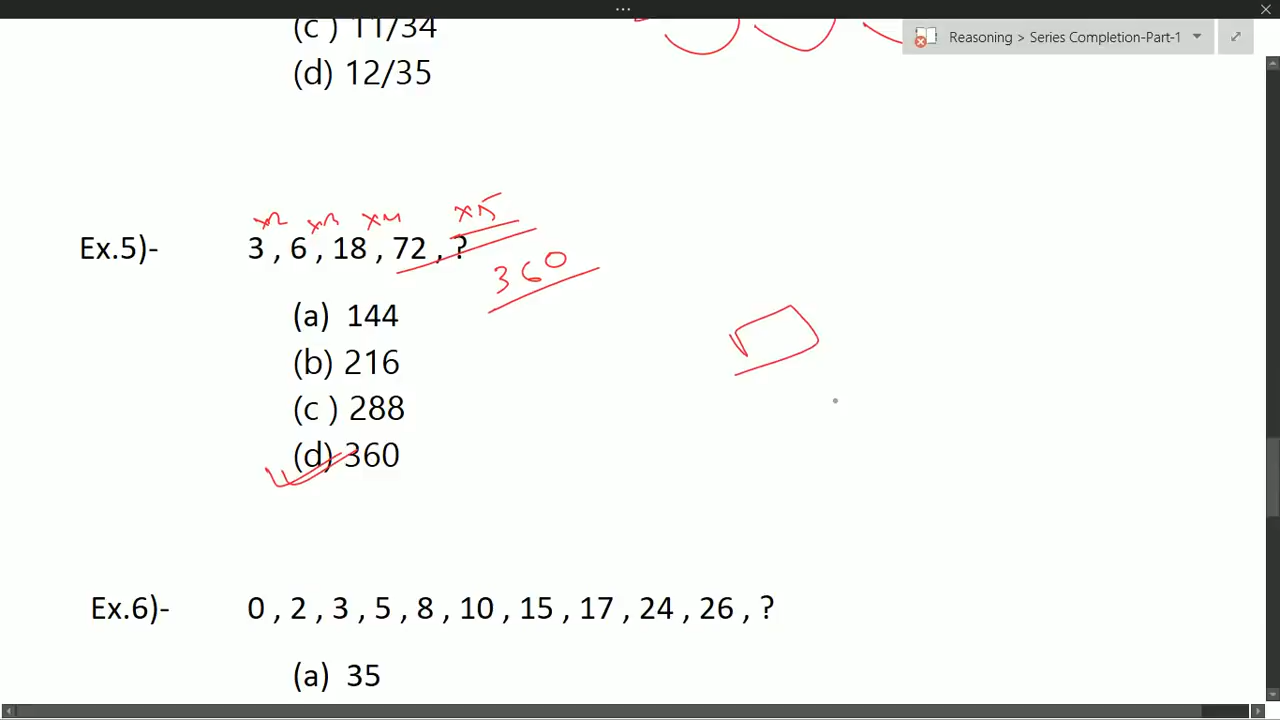 ...
(c ) 11/34
Reasoning > Series Completion-Part-1
(d) 12/35
×2 ×3 ×4 ×5
Ex.5)- 3 , 6 , 18 , 72 , ?
360
(a) 144
(b) 216
(c ) 288
(d) 360
Ex.6)- 0 , 2 , 3 , 5 , 8 , 10 , 15 , 17 , 24 , 26 , ?
(a) 35